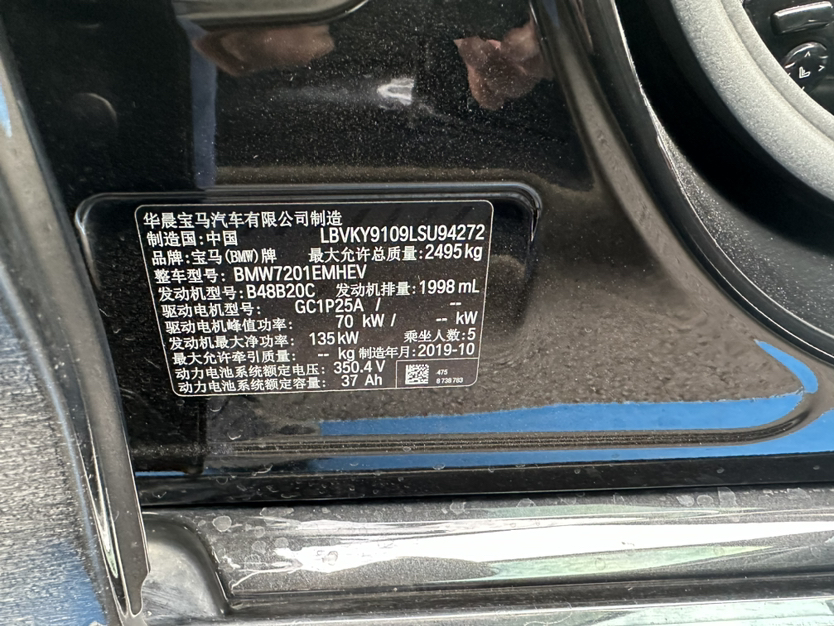 华晨宝马汽车有限公司制造
制造国:中国 LBVKY9109LSU94272
品牌:宝马(BMW)牌 最大允许总质量:2495kg
整车型号:BMW7201EMHEV
发动机型号:B48B20C 发动机排量:1998 mL
驱动电机型号: GC1P25A / --
驱动电机峰值功率: 70 kW / -- kW
发动机最大净功率: 135kW 乘坐人数:5
最大允许牵引质量: -- kg 制造年月:2019-10
动力电池系统额定电压: 350.4 V
动力电池系统额定容量: 37 Ah
475
8 738 783